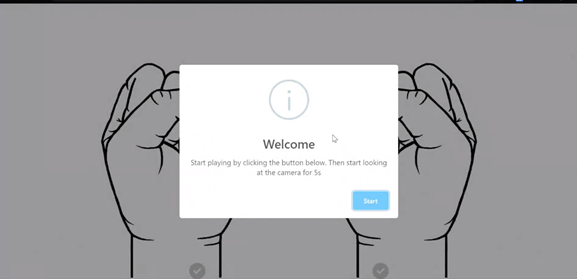 Welcome
Start playing by clicking the button below. Then start looking
at the camera for 5s
Start